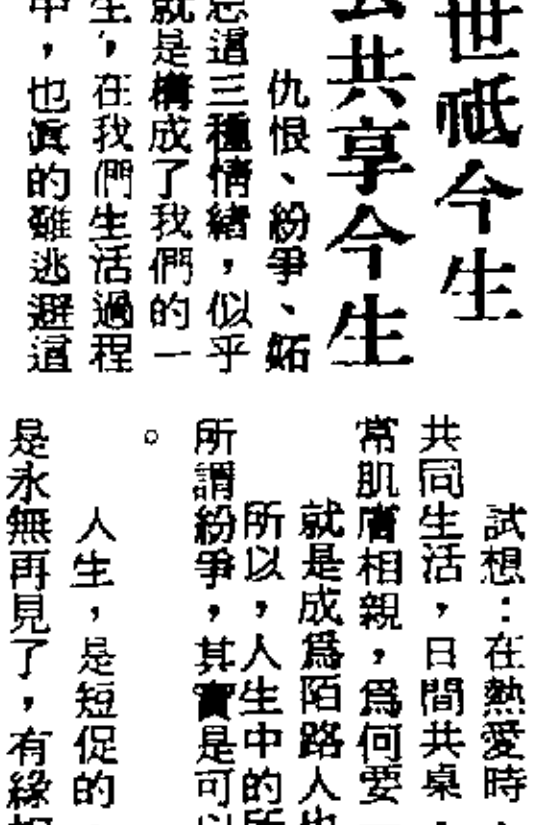 世祗今生
共享今生
仇恨、紛爭、妬
忌這三種情緒,似乎
就是構成了我們的一
生,在我們生活過程
中,也眞的難逃避這
試想:在熱愛時,
共同生活,日間共桌,
常肌膚相親,爲何要
就是成爲陌路人也
所以,人生中的所
所謂紛爭,其實是可以
。
人生,是短促的
是永無再見了,有緣相